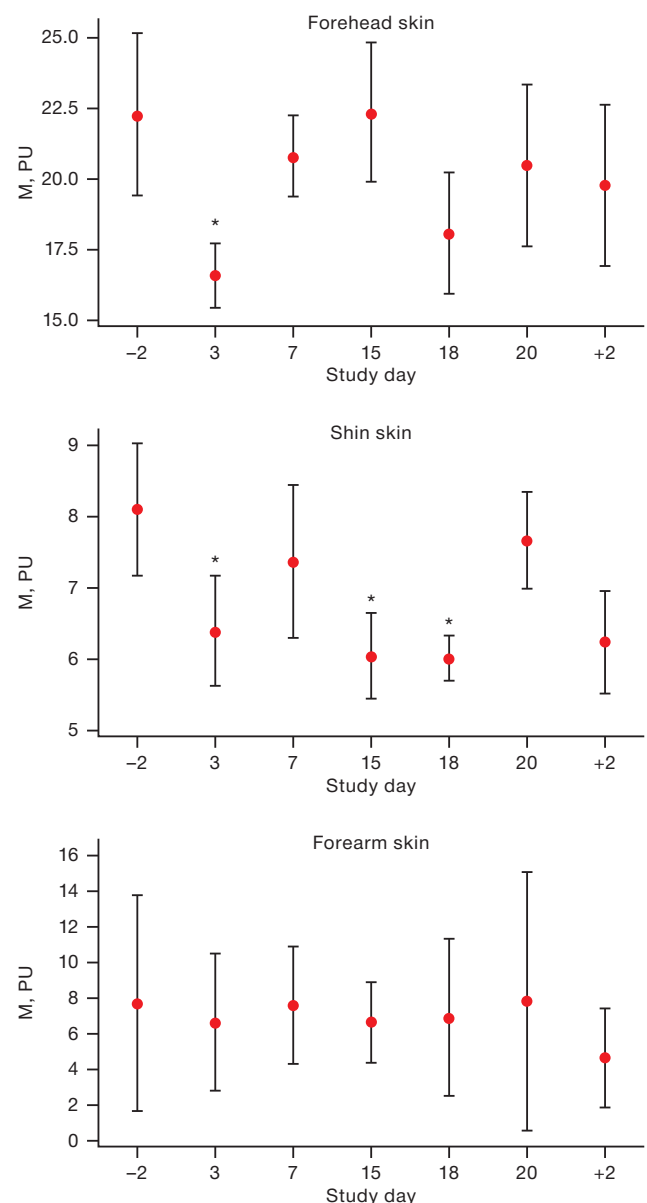 Forehead skin
25.0
22.5
20.0
17.5
15.0
M, PU
*
−2 3 7 15 18 20 +2
Study day
Shin skin
9
8
7
6
5
M, PU
* * *
−2 3 7 15 18 20 +2
Study day
Forearm skin
16
14
12
10
8
6
4
2
0
M, PU
−2 3 7 15 18 20 +2
Study day